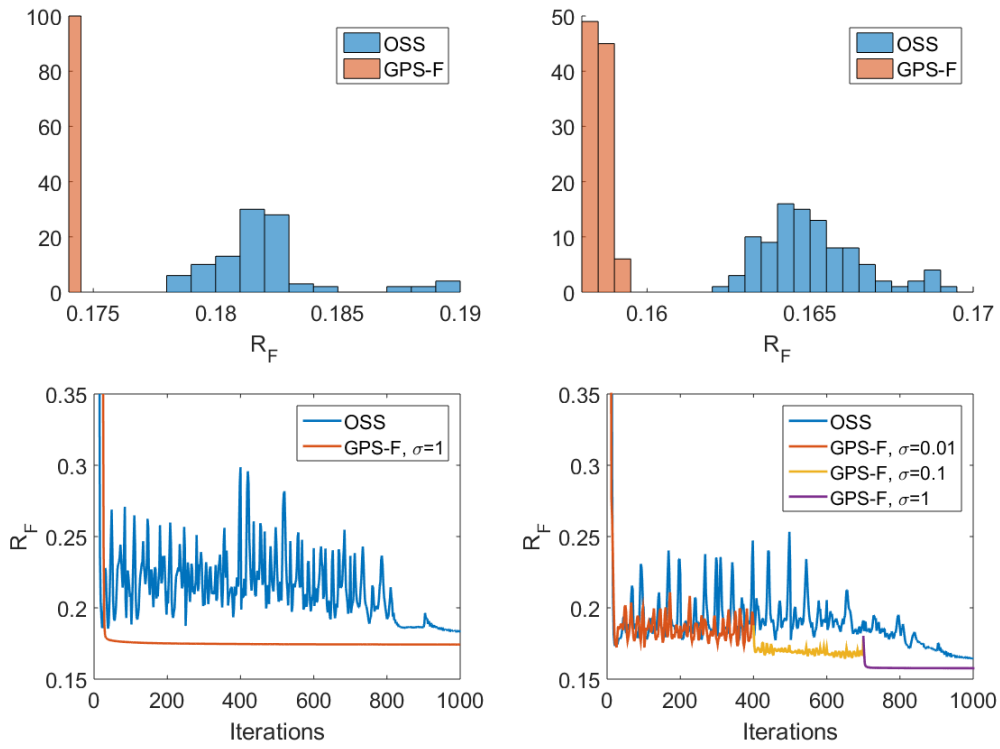 100
80
60
40
20
0
0.175
0.18
0.185
0.19
R_F
OSS
GPS-F
50
40
30
20
10
0
0.16
0.165
0.17
R_F
OSS
GPS-F
0.35
0.3
0.25
0.2
0.15
R_F
0
200
400
600
800
1000
Iterations
OSS
GPS-F, σ=1
0.35
0.3
0.25
0.2
0.15
R_F
0
200
400
600
800
1000
Iterations
OSS
GPS-F, σ=0.01
GPS-F, σ=0.1
GPS-F, σ=1